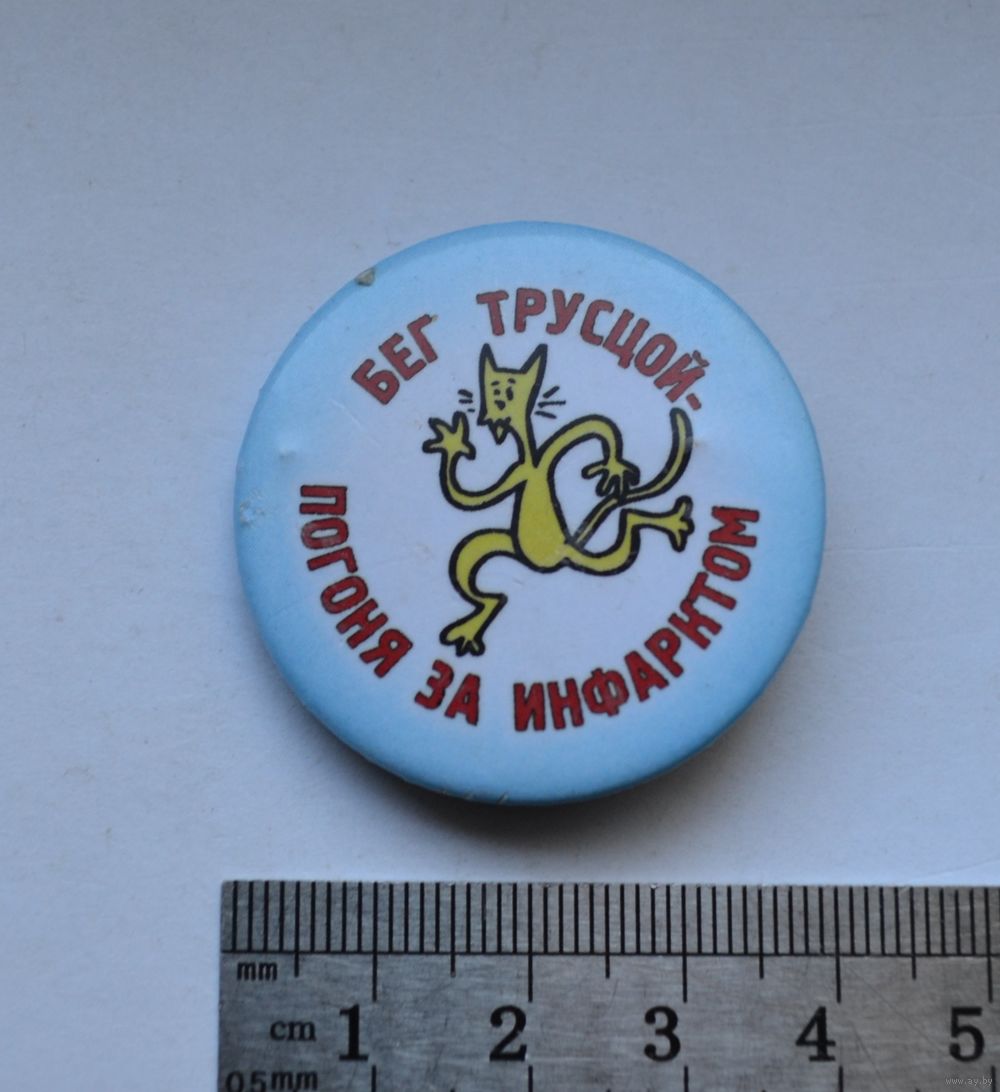 БЕГ ТРУСЦОЙ-
ПОГОНЯ ЗА ИНФАРКТОМ
mm
cm 1 2 3 4 5
0.5mm
www.ay.by